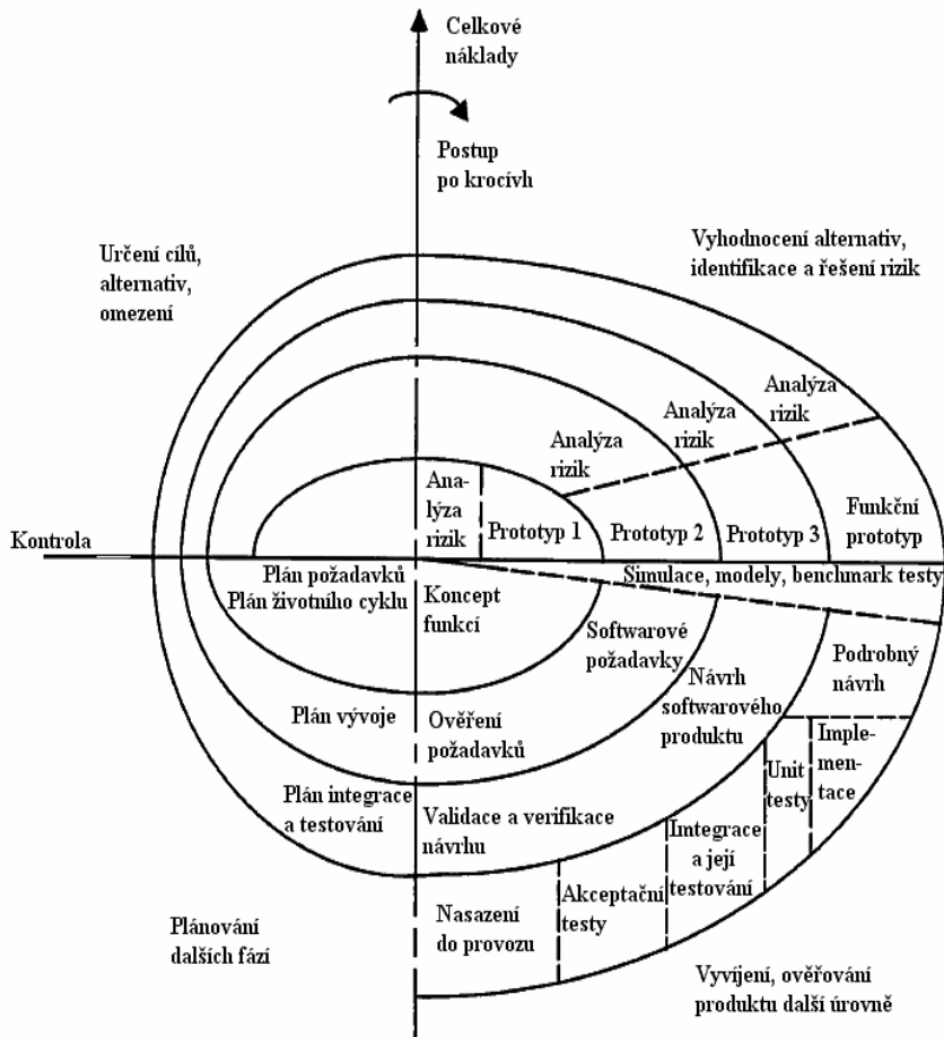 Celkové
náklady
Postup
po krocívh
Určení cílů,
alternativ,
omezení
Vyhodnocení alternativ,
identifikace a řešení rizik
Analýza
rizik
Analýza
rizik
Analýza
rizik
Ana-
lýza
rizik
Prototyp 1
Prototyp 2
Prototyp 3
Funkční
prototyp
Kontrola
Plán požadavků
Plán životního cyklu
Koncept
funkcí
Simulace, modely, benchmark testy
Softwarové
požadavky
Návrh
softwarového
produktu
Podrobný
návrh
Plán vývoje
Ověření
požadavků
Plán integrace
a testování
Validace a verifikace
návrhu
Imtegrace
a její
testování
Unit
testy
Imple-
men-
tace
Nasazení
do provozu
Akceptační
testy
Plánování
dalších fází
Vyvíjení, ověřování
produktu další úrovně